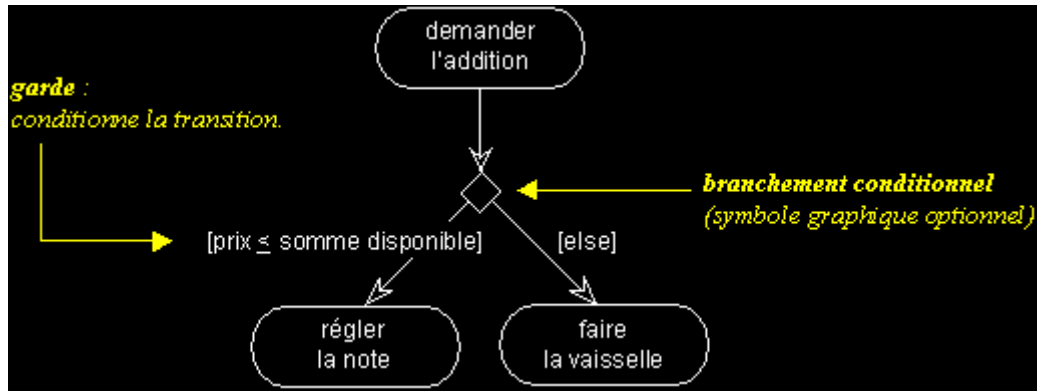 demander
l'addition
garde :
conditionne la transition.
branchement conditionnel
(symbole graphique optionnel)
[prix ≤ somme disponible]
[else]
régler
la note
faire
la vaisselle